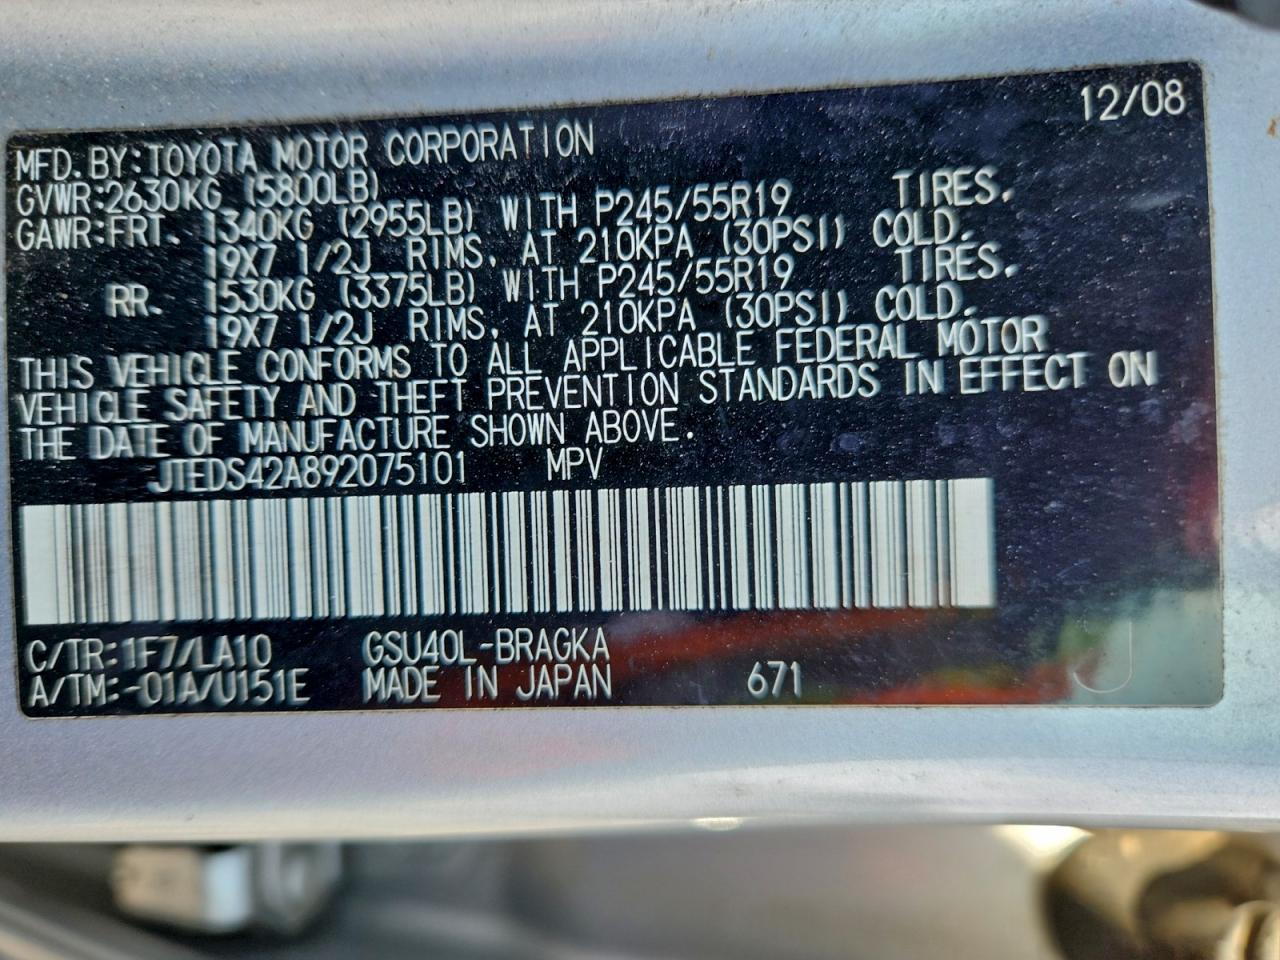 12/08
MFD. BY: TOYOTA MOTOR CORPORATION
GVWR: 2630KG (5800LB)
GAWR: FRT. 1340KG (2955LB) WITH P245/55R19 TIRES,
19X7 1/2J RIMS, AT 210KPA (30PSI) COLD.
RR. 1530KG (3375LB) WITH P245/55R19 TIRES,
19X7 1/2J RIMS, AT 210KPA (30PSI) COLD.
THIS VEHICLE CONFORMS TO ALL APPLICABLE FEDERAL MOTOR
VEHICLE SAFETY AND THEFT PREVENTION STANDARDS IN EFFECT ON
THE DATE OF MANUFACTURE SHOWN ABOVE.
JTEDS42A892075101 MPV
C/TR: 1F7/LA10 GSU40L-BRAGKA
A/TM: -01A/U151E MADE IN JAPAN 671